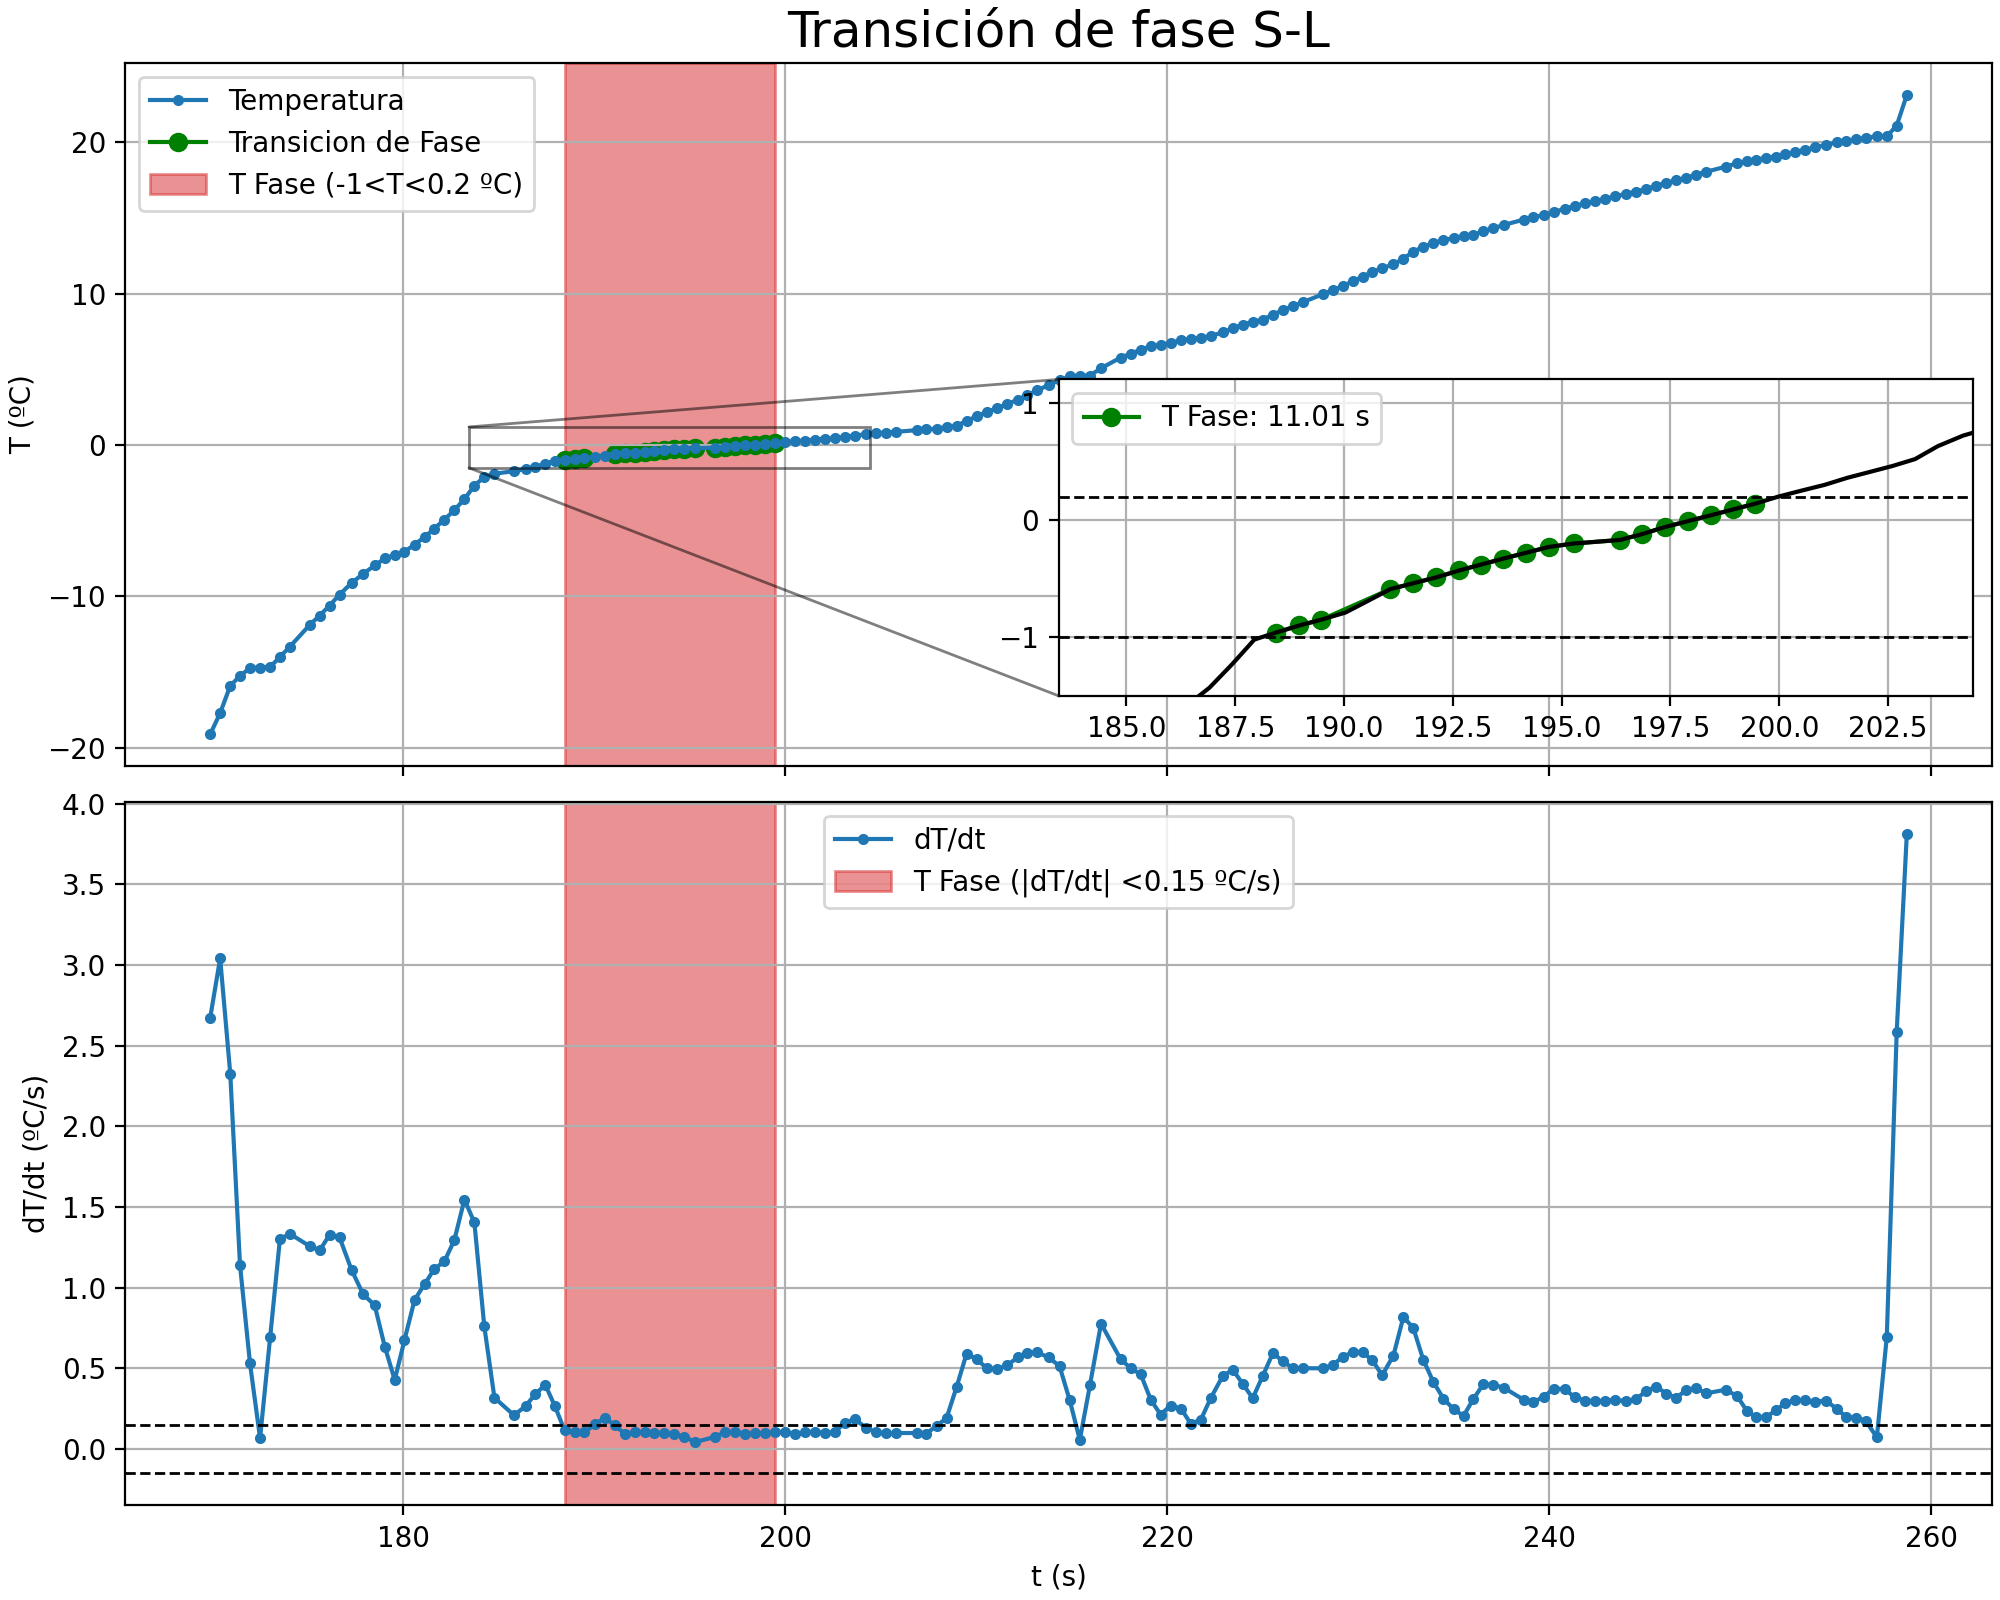 Transición de fase S-L
Temperatura
Transicion de Fase
T Fase (-1<T<0.2 ºC)
T (ºC)
20
10
0
−10
−20
T Fase: 11.01 s
1
0
−1
185.0 187.5 190.0 192.5 195.0 197.5 200.0 202.5
dT/dt
T Fase (|dT/dt| <0.15 ºC/s)
dT/dt (ºC/s)
4.0
3.5
3.0
2.5
2.0
1.5
1.0
0.5
0.0
180 200 220 240 260
t (s)